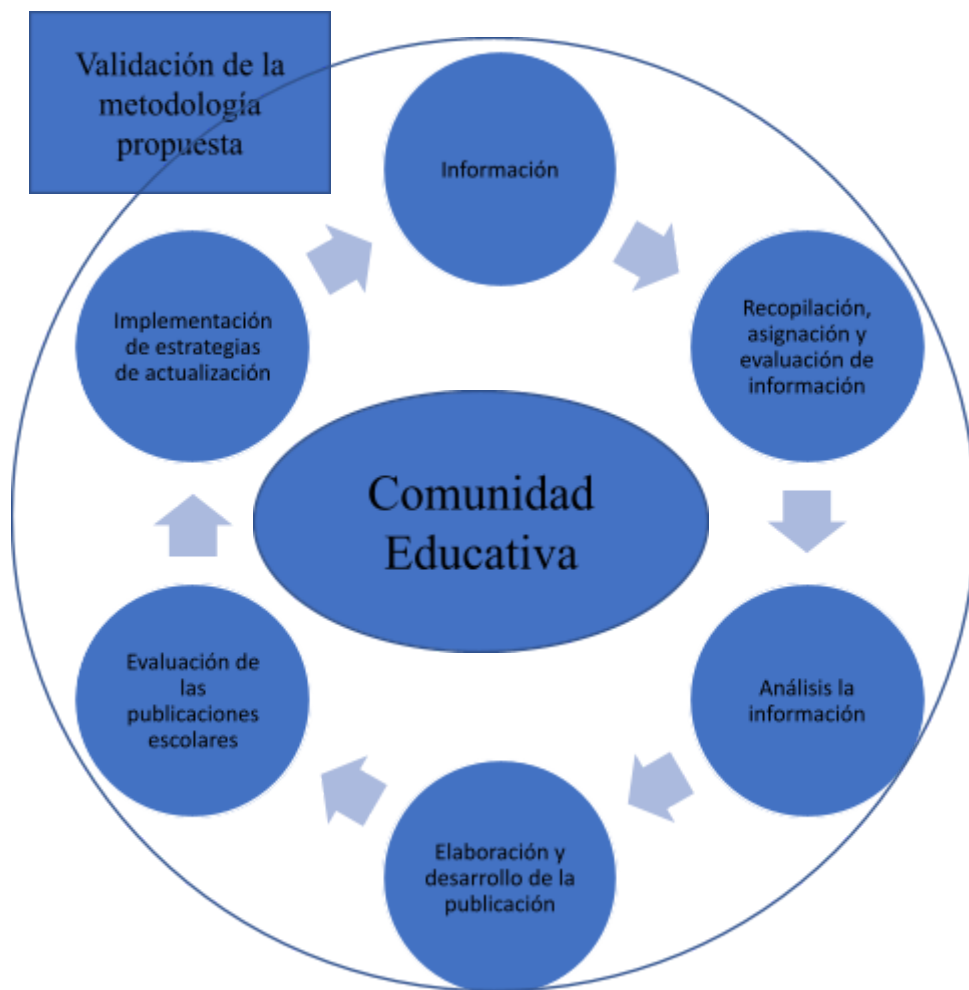 Validación de la
metodología
propuesta
Información
Recopilación,
asignación y
evaluación de
información
Análisis la
información
Elaboración y
desarrollo de la
publicación
Evaluación de
las
publicaciones
escolares
Implementación
de estrategias
de actualización
Comunidad
Educativa